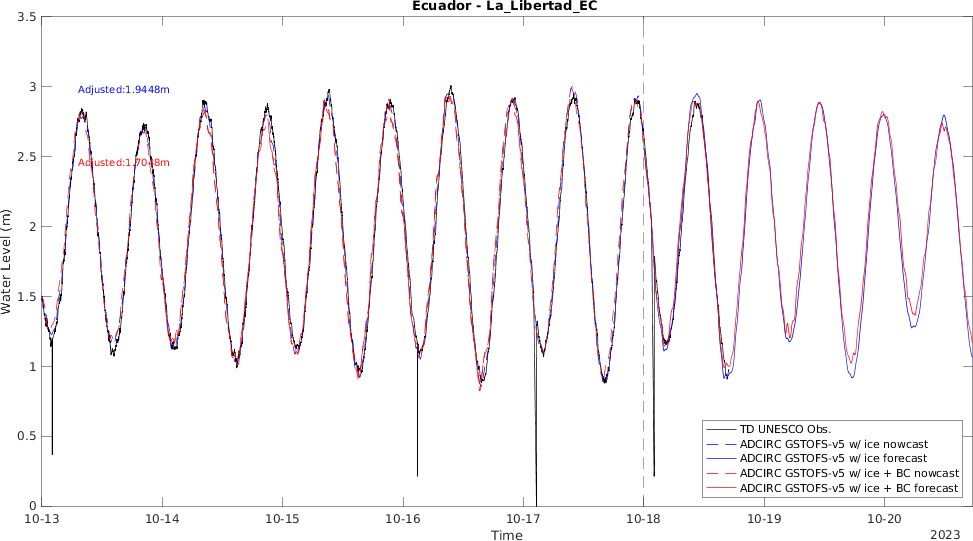 Ecuador - La_Libertad_EC
3.5
3
2.5
2
1.5
1
0.5
0
Water Level (m)
Adjusted:1.9448m
Adjusted:1.7048m
TD UNESCO Obs.
ADCIRC GSTOFS-v5 w/ ice nowcast
ADCIRC GSTOFS-v5 w/ ice forecast
ADCIRC GSTOFS-v5 w/ ice + BC nowcast
ADCIRC GSTOFS-v5 w/ ice + BC forecast
10-13 10-14 10-15 10-16 10-17 10-18 10-19 10-20
Time
2023